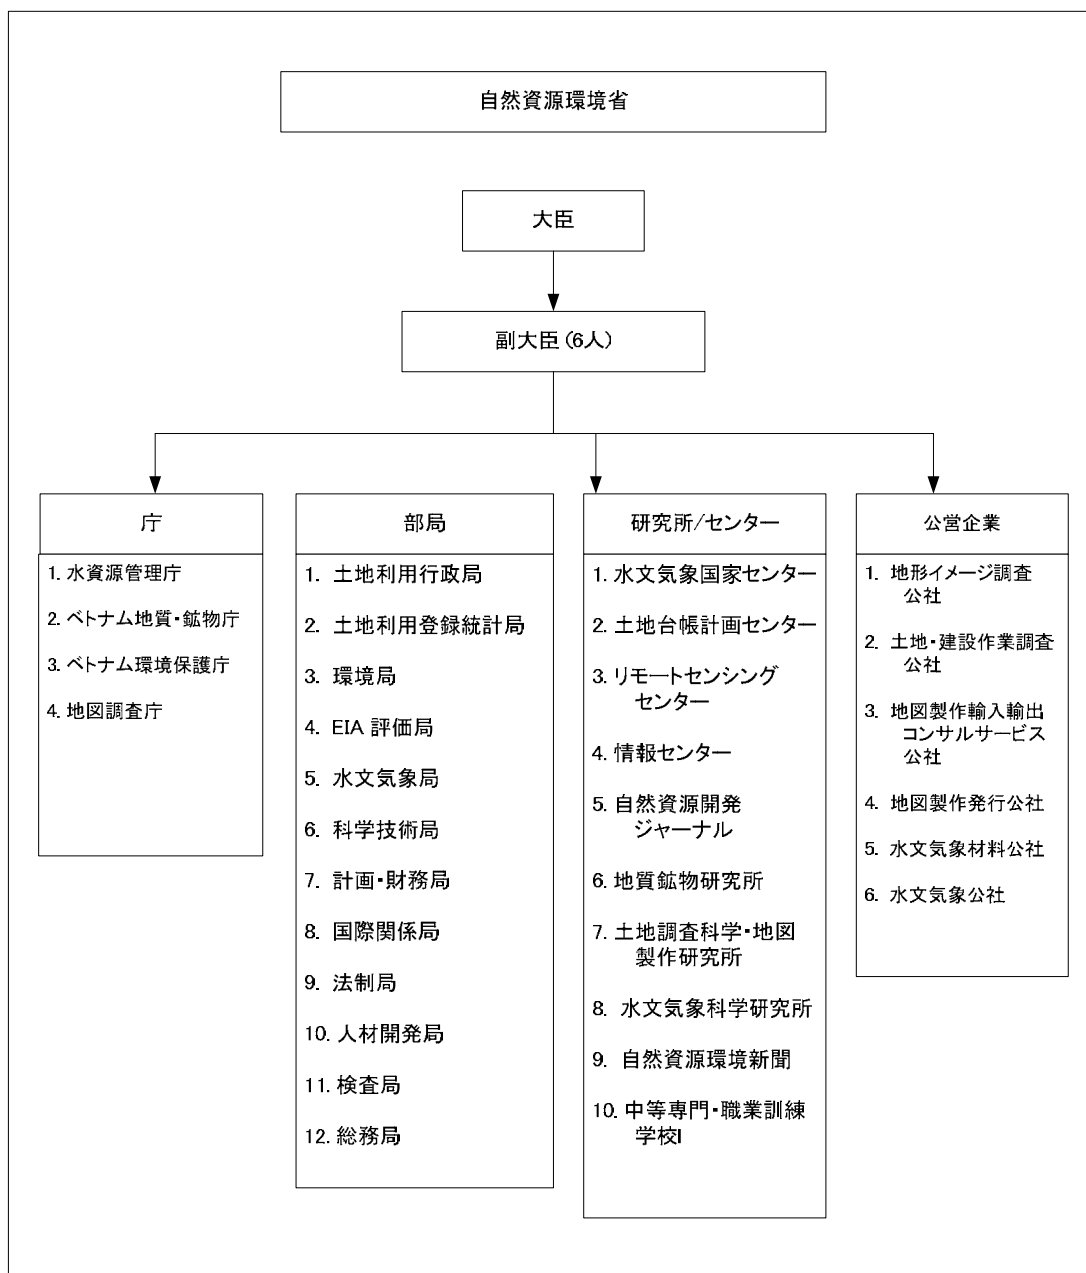 自然資源環境省
大臣
副大臣(6人)
庁
1. 水資源管理庁
2. ベトナム地質・鉱物庁
3. ベトナム環境保護庁
4. 地図調査庁
部局
1. 土地利用行政局
2. 土地利用登録統計局
3. 環境局
4. EIA 評価局
5. 水文気象局
6. 科学技術局
7. 計画・財務局
8. 国際関係局
9. 法制局
10. 人材開発局
11. 検査局
12. 総務局
研究所/センター
1. 水文気象国家センター
2. 土地台帳計画センター
3. リモートセンシング
センター
4. 情報センター
5. 自然資源開発
ジャーナル
6. 地質鉱物研究所
7. 土地調査科学・地図
製作研究所
8. 水文気象科学研究所
9. 自然資源環境新聞
10. 中等専門・職業訓練
学校I
公営企業
1. 地形イメージ調査
公社
2. 土地・建設作業調査
公社
3. 地図製作輸入輸出
コンサルサービス
公社
4. 地図製作発行公社
5. 水文気象材料公社
6. 水文気象公社